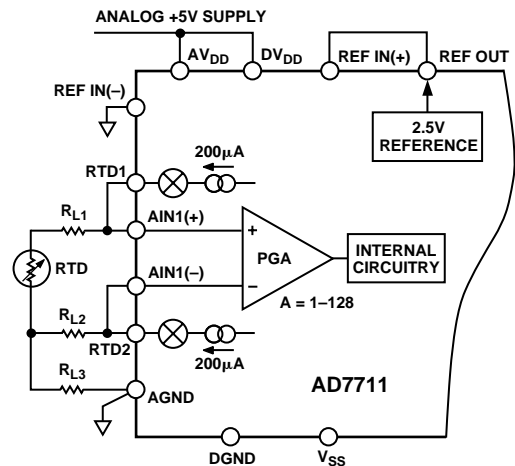 ANALOG +5V SUPPLY
AVDD
DVDD
REF IN(+)
REF OUT
REF IN(–)
2.5V
REFERENCE
RTD1
200µA
RL1
AIN1(+)
RTD
PGA
INTERNAL
CIRCUITRY
AIN1(–)
A = 1–128
RL2
RTD2
200µA
RL3
AGND
AD7711
DGND
VSS